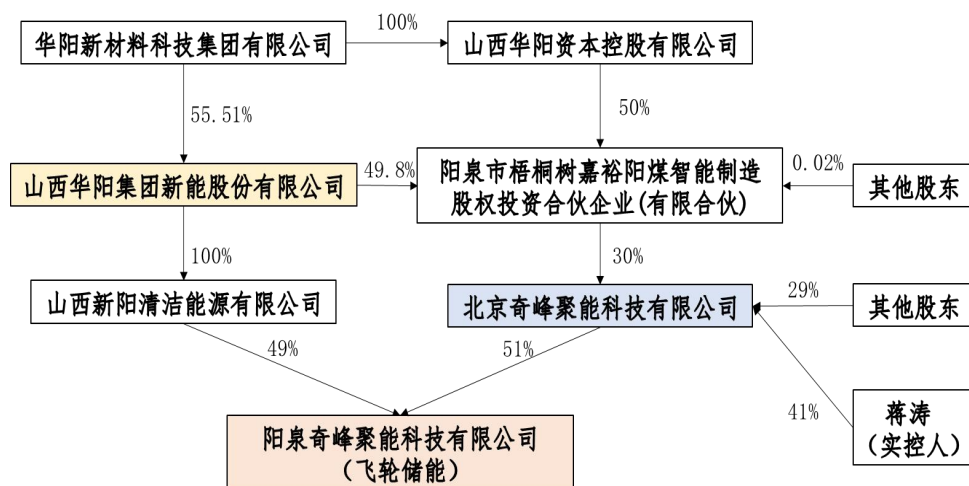 100%
华阳新材料科技集团有限公司
山西华阳资本控股有限公司
55.51%
50%
山西华阳集团新能股份有限公司
49.8%
阳泉市梧桐树嘉裕阳煤智能制造
股权投资合伙企业(有限合伙)
0.02%
其他股东
100%
30%
山西新阳清洁能源有限公司
北京奇峰聚能科技有限公司
29%
其他股东
49%
51%
41%
蒋涛
（实控人）
阳泉奇峰聚能科技有限公司
（飞轮储能）